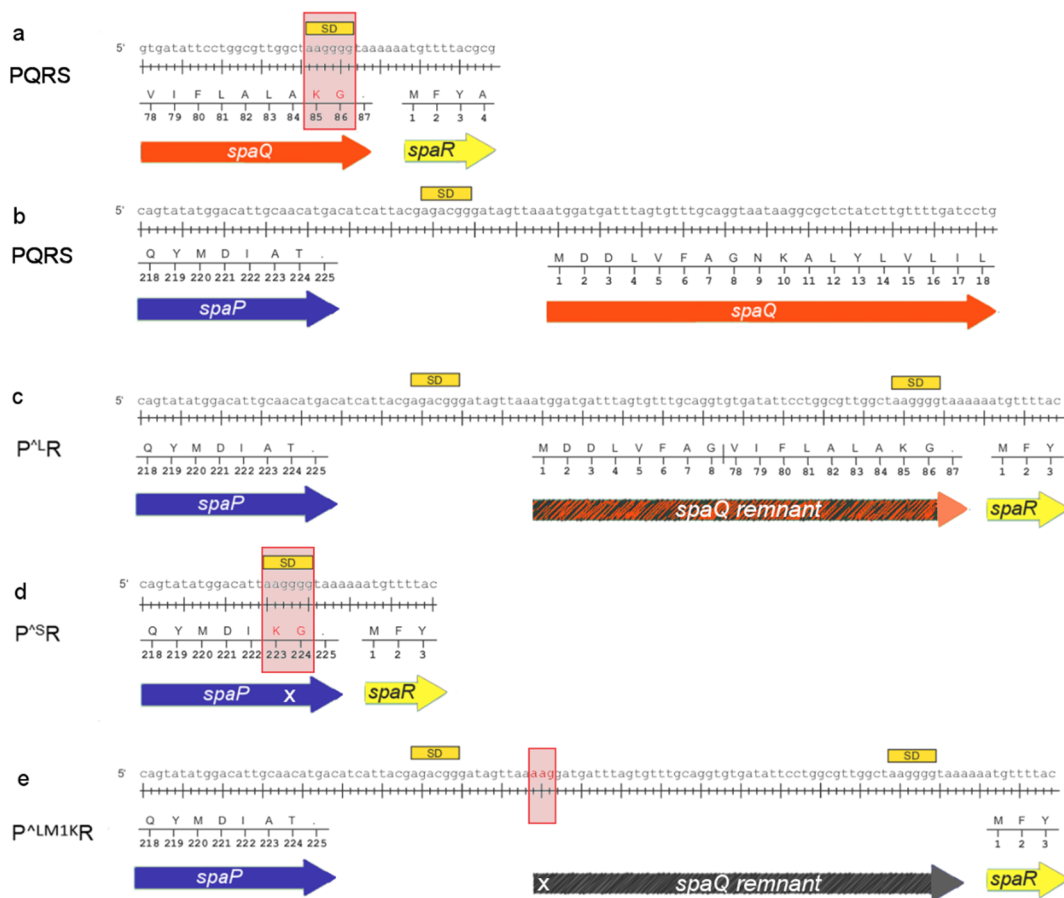 a
PQRS
SD
5' gtgatattcctggcgttggctaaggggtaaaaaatgttttacgcg
V I F L A L A K G . M F Y A
78 79 80 81 82 83 84 85 86 87 1 2 3 4
spaQ spaR
b
PQRS
SD
5' cagtatatggacattgcaacatgacatcattacgagacgggatagttaaatggatgatttagtgtttgcaggtaataaggcgctctatcttgttttgatcctg
Q Y M D I A T . M D D L V F A G N K A L Y L V L I L
218 219 220 221 222 223 224 225 1 2 3 4 5 6 7 8 9 10 11 12 13 14 15 16 17 18
spaP spaQ
c
P^LR
SD SD
5' cagtatatggacattgcaacatgacatcattacgagacgggatagttaaatggatgatttagtgtttgcaggtgtgatattcctggcgttggctaaggggtaaaaaatgttttac
Q Y M D I A T . M D D L V F A G V I F L A L A K G . M F Y
218 219 220 221 222 223 224 225 1 2 3 4 5 6 7 8 78 79 80 81 82 83 84 85 86 87 1 2 3
spaP spaQ remnant spaR
d
P^SR
SD
5' cagtatatggacattaaggggtaaaaaatgttttac
Q Y M D I K G . M F Y
218 219 220 221 222 223 224 225 1 2 3
spaP x spaR
e
P^LM1KR
SD SD
5' cagtatatggacattgcaacatgacatcattacgagacgggatagttaaaaggatgatttagtgtttgcaggtgtgatattcctggcgttggctaaggggtaaaaaatgttttac
Q Y M D I A T . M F Y
218 219 220 221 222 223 224 225 1 2 3
spaP x spaQ remnant spaR